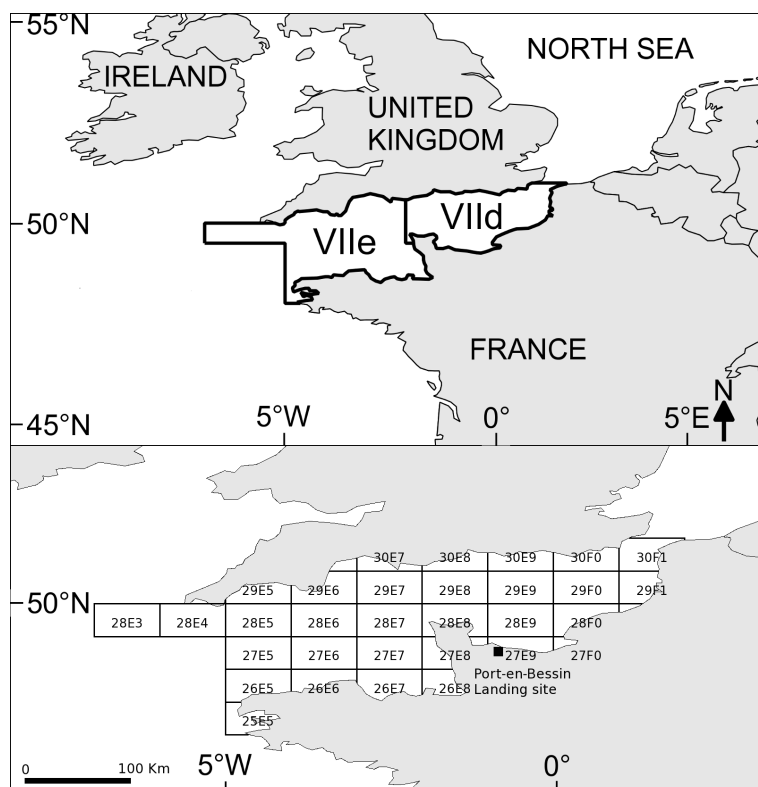 55°N
NORTH SEA
IRELAND
UNITED
KINGDOM
50°N
VIIe
VIId
FRANCE
N
45°N
5°W
0°
5°E
30E7 30E8 30E9 30F0 30F1
29E5 29E6 29E7 29E8 29E9 29F0 29F1
50°N
28E3 28E4 28E5 28E6 28E7 28E8 28E9 28F0
27E5 27E6 27E7 27E8 27E9 27F0
Port-en-Bessin
Landing site
26E5 26E6 26E7 26E8
25E5
0 100 Km
5°W
0°